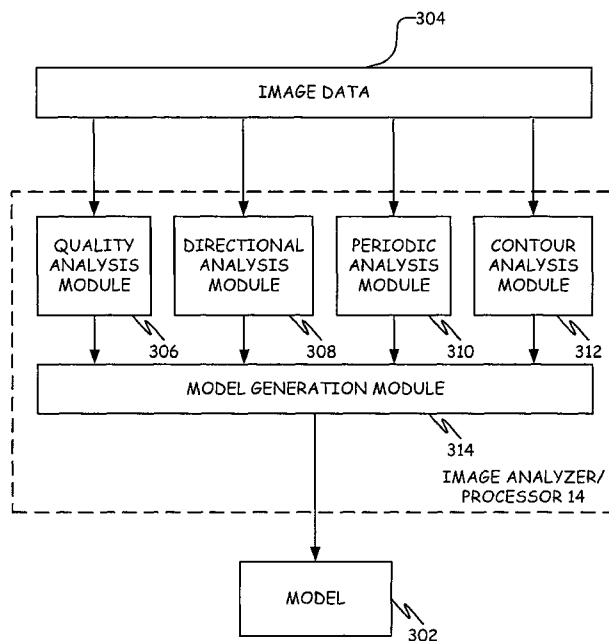 304
IMAGE DATA
QUALITY
ANALYSIS
MODULE
DIRECTIONAL
ANALYSIS
MODULE
PERIODIC
ANALYSIS
MODULE
CONTOUR
ANALYSIS
MODULE
306
308
310
312
MODEL GENERATION MODULE
314
IMAGE ANALYZER/
PROCESSOR 14
MODEL
302